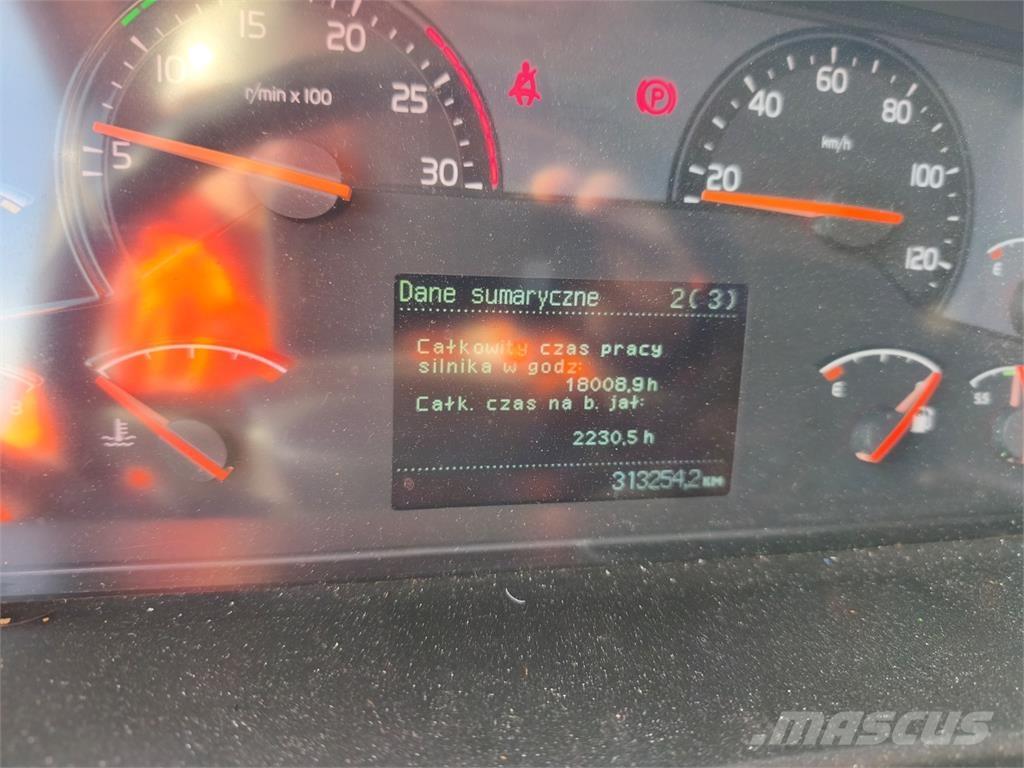 5
10
15
20
25
30
r/min x 100
P
20
40
60
80
100
120
km/h
Dane sumaryczne 2( 3)
Całkowity czas pracy
silnika w godz:
18008,9h
Całk. czas na b. jał:
2230,5 h
313254,2 KM
E
E
8
MASCUS